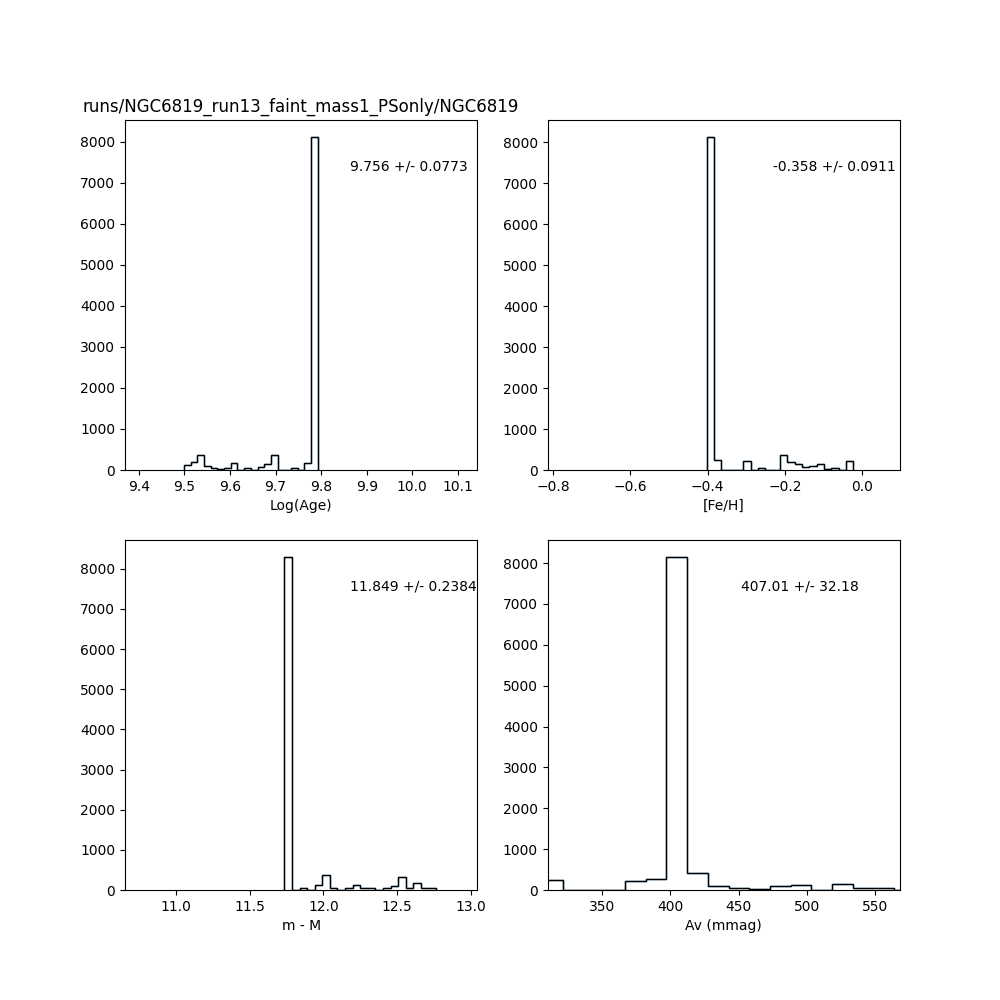 runs/NGC6819_run13_faint_mass1_PSonly/NGC6819
8000
7000
6000
5000
4000
3000
2000
1000
0
9.756 +/- 0.0773
9.4 9.5 9.6 9.7 9.8 9.9 10.0 10.1
Log(Age)
8000
7000
6000
5000
4000
3000
2000
1000
0
-0.358 +/- 0.0911
−0.8 −0.6 −0.4 −0.2 0.0
[Fe/H]
8000
7000
6000
5000
4000
3000
2000
1000
0
11.849 +/- 0.2384
11.0 11.5 12.0 12.5 13.0
m - M
8000
7000
6000
5000
4000
3000
2000
1000
0
407.01 +/- 32.18
350 400 450 500 550
Av (mmag)